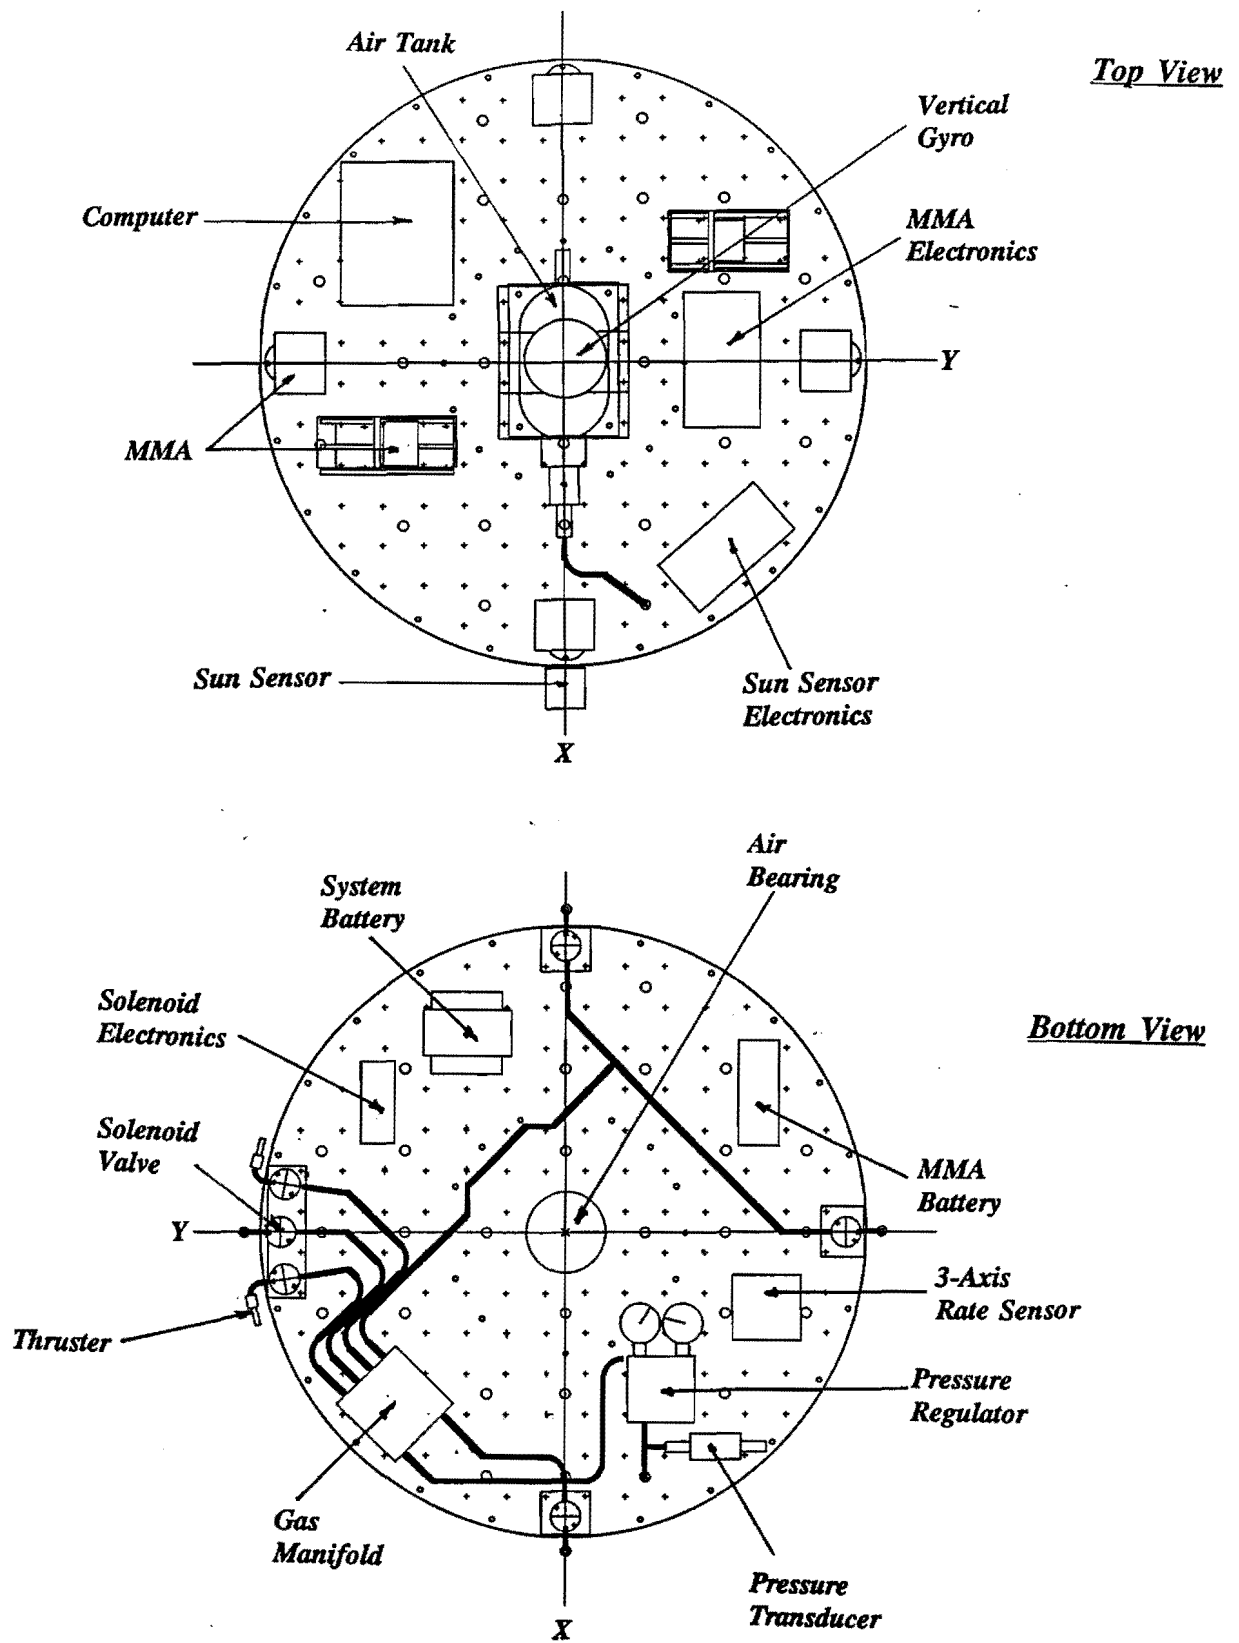 Air Tank
Top View
Vertical
Gyro
Computer
MMA
Electronics
Y
MMA
Sun Sensor
Sun Sensor
Electronics
X
Air
Bearing
System
Battery
Solenoid
Electronics
Bottom View
Solenoid
Valve
MMA
Battery
Y
3-Axis
Rate Sensor
Thruster
Pressure
Regulator
Gas
Manifold
Pressure
Transducer
X